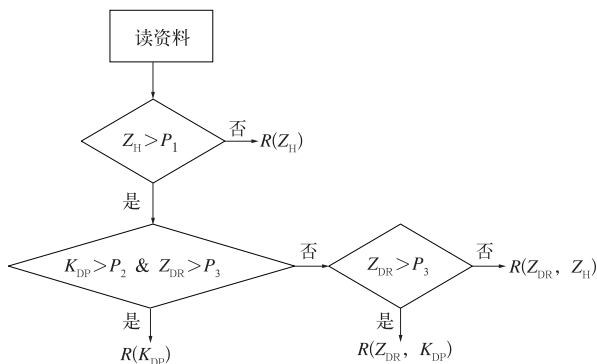 读资料
Z_H>P_1
否
R(Z_H)
是
K_DP>P_2 & Z_DR>P_3
否
Z_DR>P_3
否
R(Z_DR, Z_H)
是
R(K_DP)
是
R(Z_DR, K_DP)